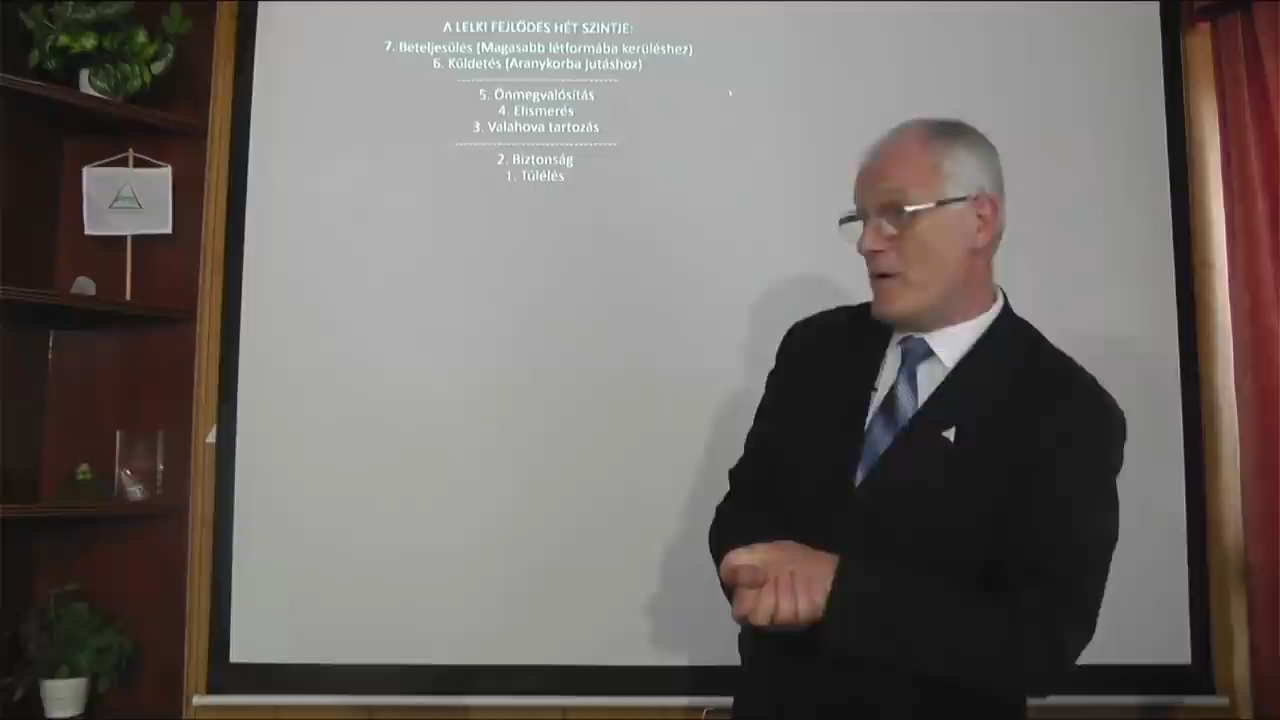 A LELKI FEJLŐDÉS HÉT SZINTJE:
7. Beteljesülés (Magasabb létformába kerüléshez)
6. Küldetés (Aranykorba jutáshoz)
5. Önmegvalósítás
4. Elismerés
3. Valahova tartozás
2. Biztonság
1. Túlélés